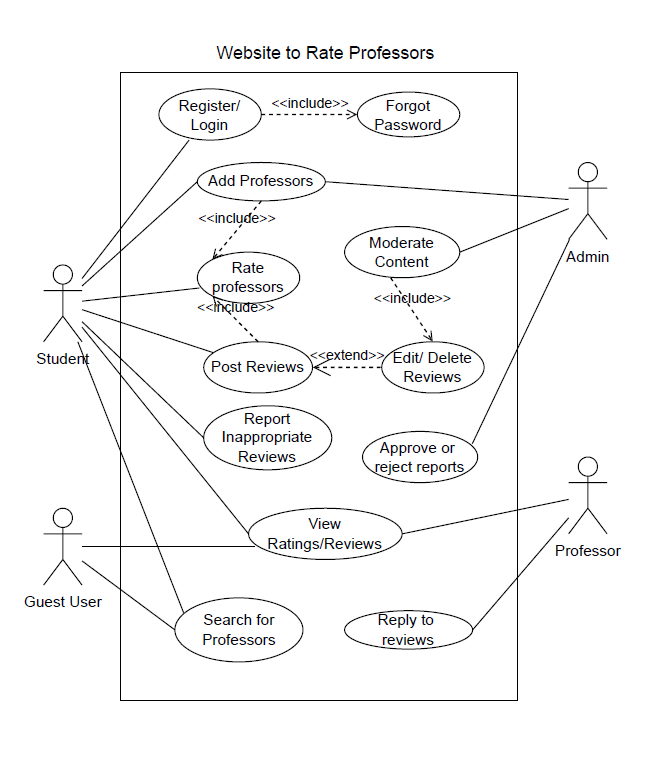 Website to Rate Professors
Register/
Login
<<include>>
Forgot
Password
Add Professors
<<include>>
Moderate
Content
Admin
Rate
professors
<<include>>
<<include>>
Student
Post Reviews
<<extend>>
Edit/ Delete
Reviews
Report
Inappropriate
Reviews
Approve or
reject reports
View
Ratings/Reviews
Professor
Guest User
Search for
Professors
Reply to
reviews